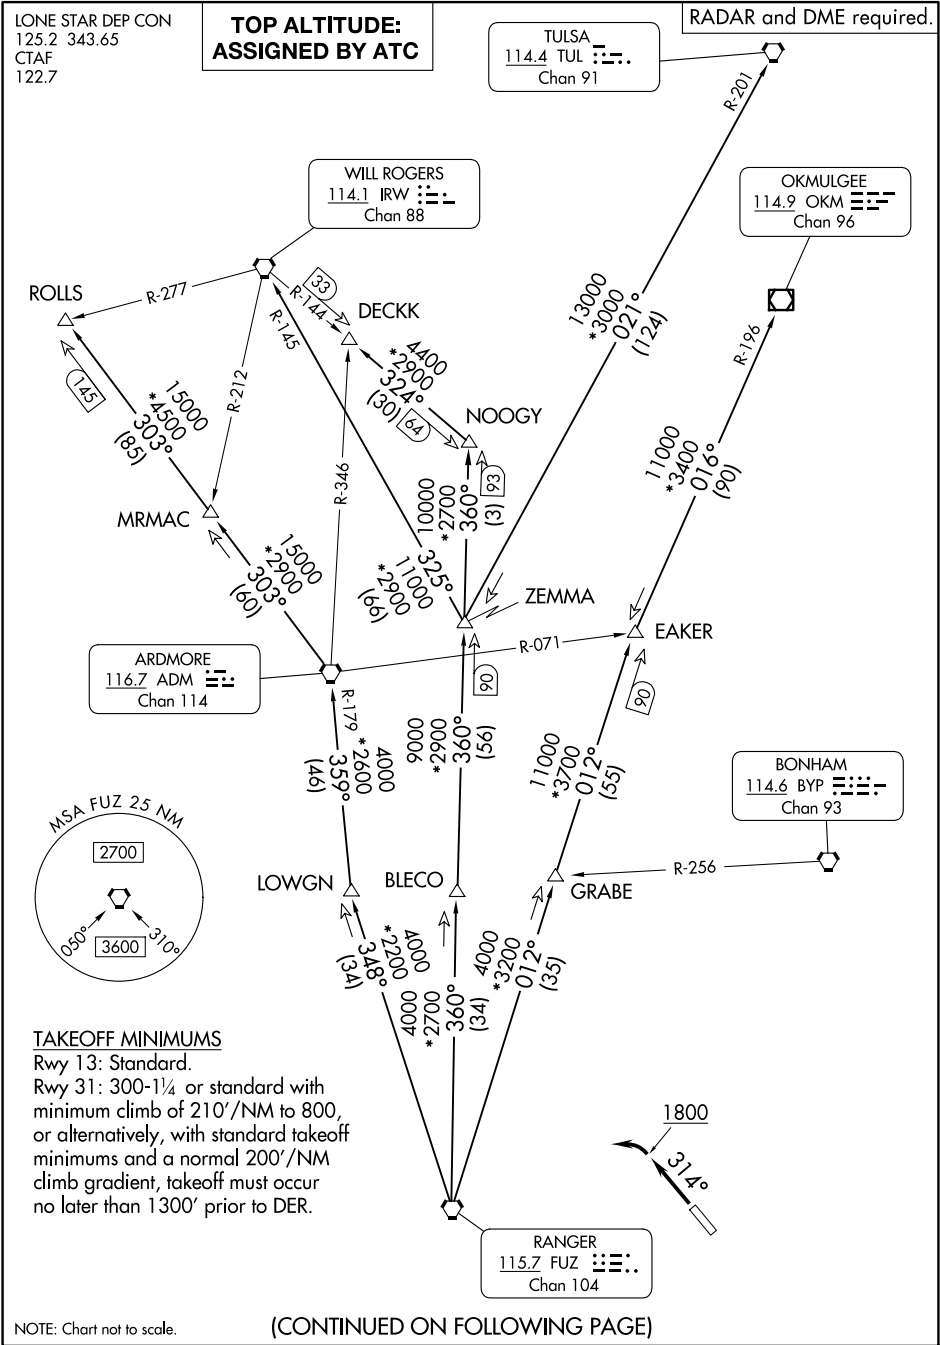 LONE STAR DEP CON
125.2 343.65
CTAF
122.7
TOP ALTITUDE:
ASSIGNED BY ATC
RADAR and DME required.
TULSA
114.4 TUL
Chan 91
R-201
WILL ROGERS
114.1 IRW
Chan 88
OKMULGEE
114.9 OKM
Chan 96
ROLLS
R-277
33
R-144
DECKK
R-145
13000
*3000
021°
(124)
R-196
145
R-212
4400
*2900
324°
(30)
64
NOOGY
15000
*4500
303°
(85)
R-346
93
11000
*3400
016°
(90)
MRMAC
10000
*2700
360°
(3)
15000
*2900
303°
(60)
325°
11000
*2900
(66)
ZEMMA
EAKER
R-071
ARDMORE
116.7 ADM
Chan 114
90
90
R-179
4000
*2600
359°
(46)
9000
*2900
360°
(56)
11000
*3700
012°
(55)
BONHAM
114.6 BYP
Chan 93
MSA FUZ 25 NM
2700
050°
3600
310°
LOWGN
BLECO
GRABE
R-256
4000
*2200
348°
(34)
4000
*2700
360°
(34)
4000
*3200
012°
(35)
TAKEOFF MINIMUMS
Rwy 13: Standard.
Rwy 31: 300-1¼ or standard with
minimum climb of 210'/NM to 800,
or alternatively, with standard takeoff
minimums and a normal 200'/NM
climb gradient, takeoff must occur
no later than 1300' prior to DER.
1800
314°
RANGER
115.7 FUZ
Chan 104
NOTE: Chart not to scale.
(CONTINUED ON FOLLOWING PAGE)